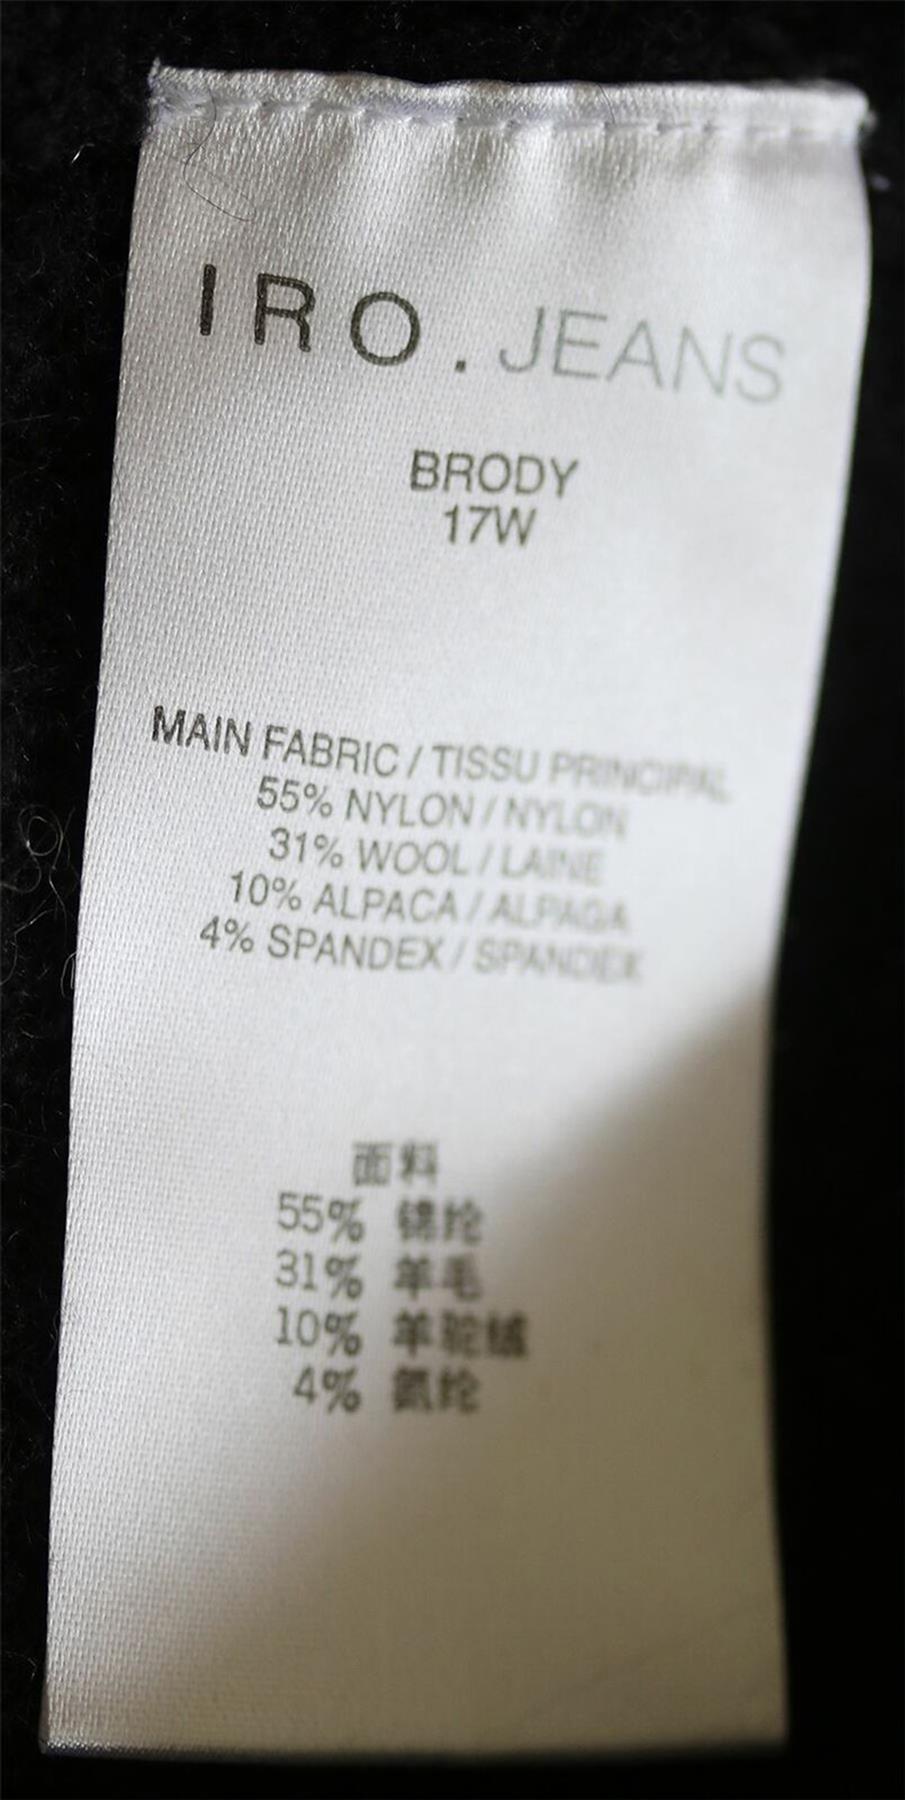 IRO. JEANS
BRODY
17W
MAIN FABRIC / TISSU PRINCIPAL
55% NYLON / NYLON
31% WOOL / LAINE
10% ALPACA / ALPAGA
4% SPANDEX / SPANDEX
面料
55% 锦纶
31% 羊毛
10% 羊驼绒
4% 氨纶